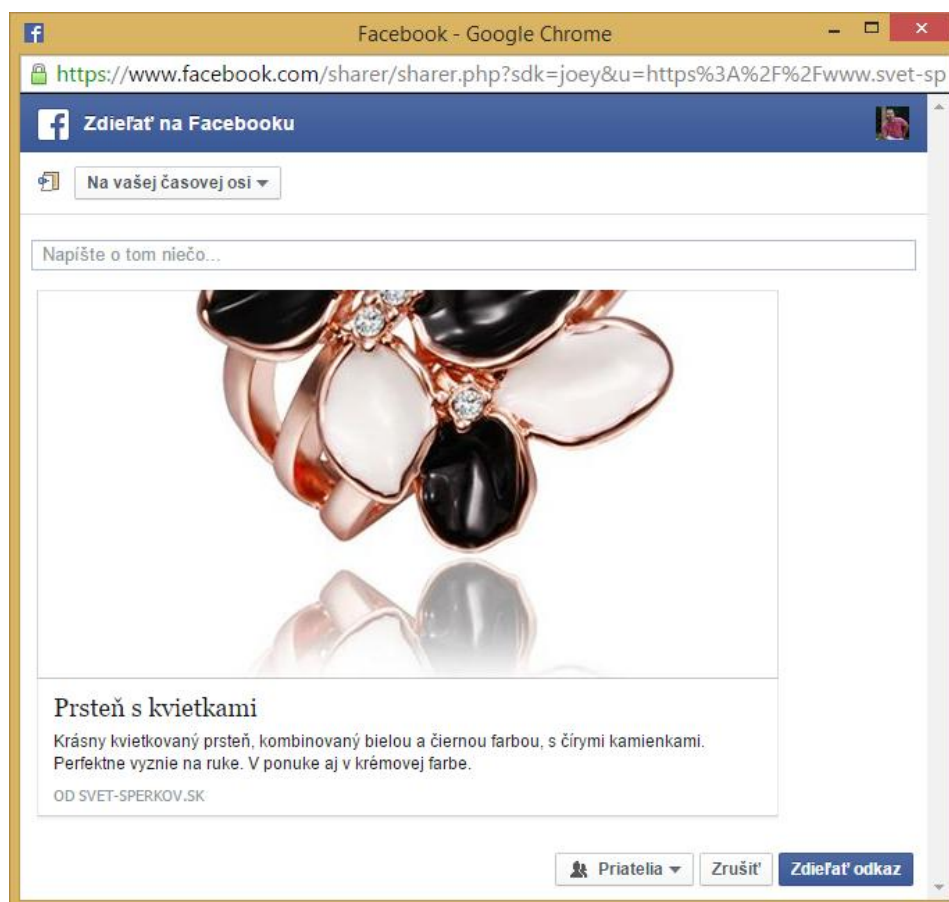 Facebook - Google Chrome
https://www.facebook.com/sharer/sharer.php?sdk=joey&u=https%3A%2F%2Fwww.svet-sp
Zdieľať na Facebooku
Na vašej časovej osi
Napíšte o tom niečo...
Prsteň s kvietkami
Krásny kvietkovaný prsteň, kombinovaný bielou a čiernou farbou, s čírymi kamienkami.
Perfektne vyznie na ruke. V ponuke aj v krémovej farbe.
OD SVET-SPERKOV.SK
Priatelia Zrušiť Zdieľať odkaz